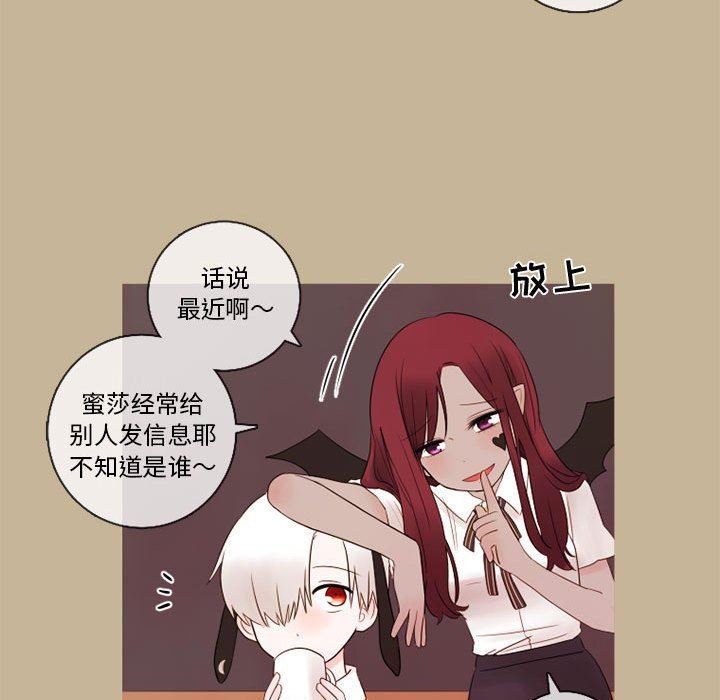 放上
话说
最近啊～
蜜莎经常给
别人发信息耶
不知道是谁～